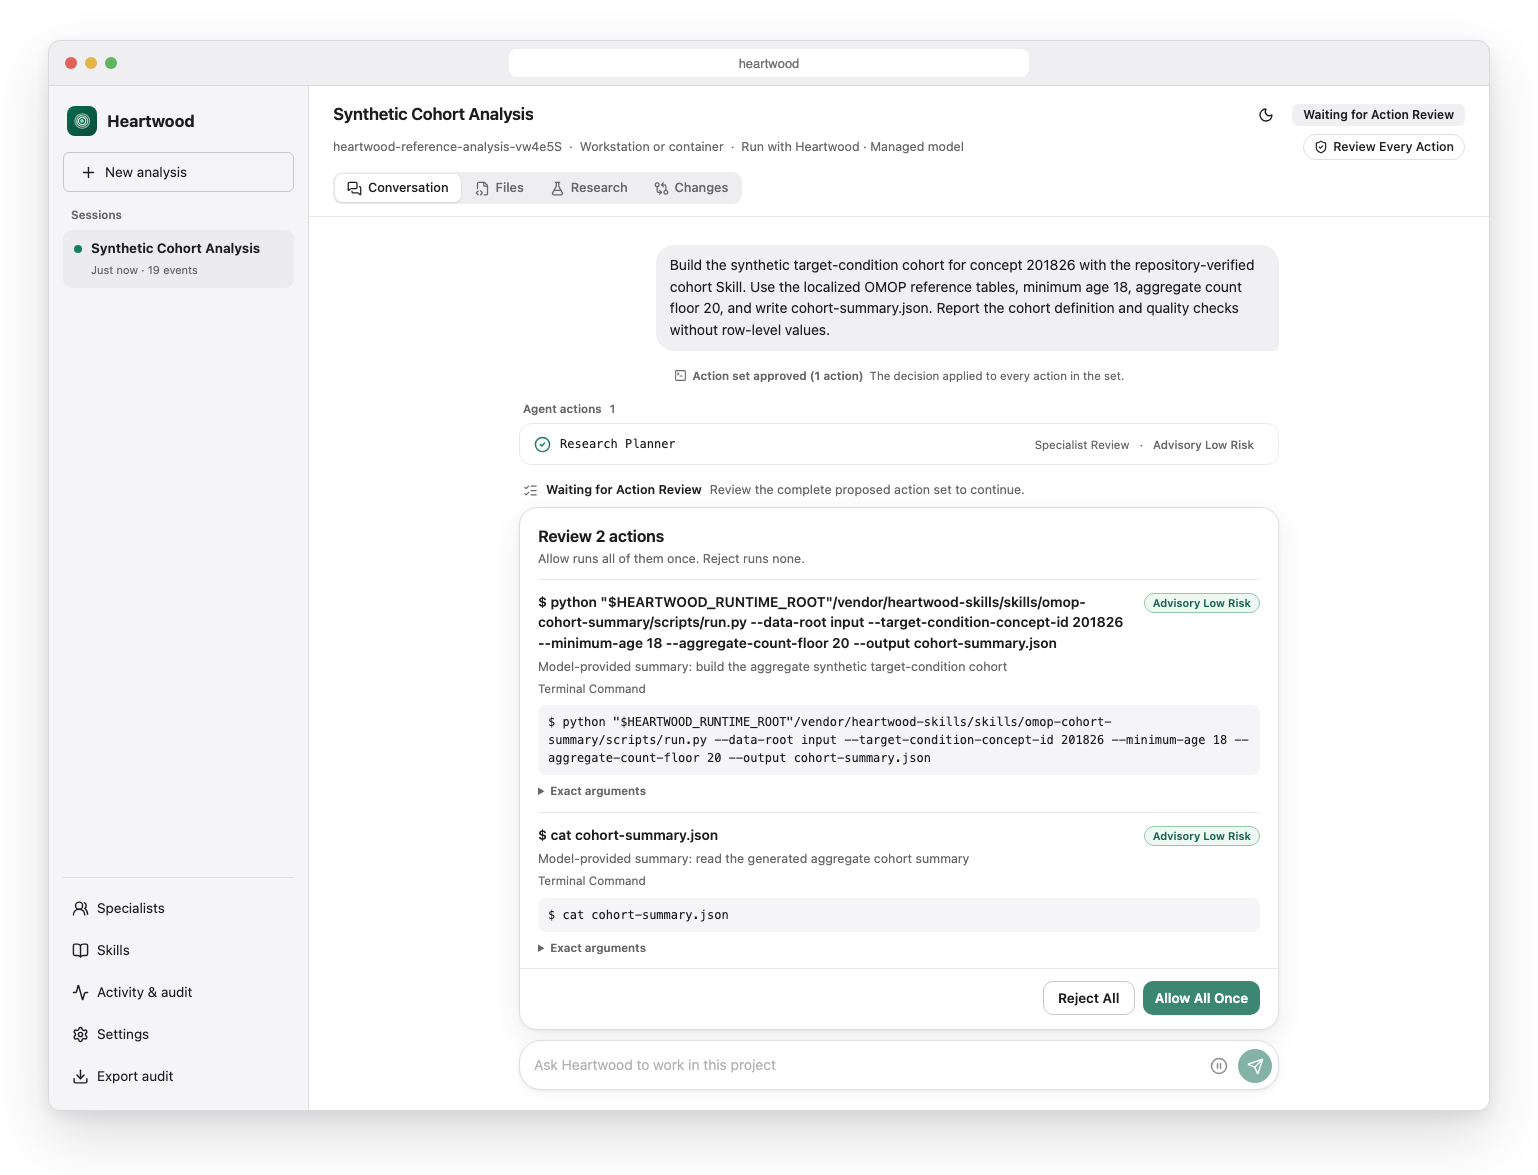 heartwood
Heartwood
New analysis
Sessions
Synthetic Cohort Analysis
Just now · 19 events
Specialists
Skills
Activity & audit
Settings
Export audit
Synthetic Cohort Analysis
Waiting for Action Review
heartwood-reference-analysis-vw4e5S · Workstation or container · Run with Heartwood · Managed model
Review Every Action
Conversation Files Research Changes
Build the synthetic target-condition cohort for concept 201826 with the repository-verified
cohort Skill. Use the localized OMOP reference tables, minimum age 18, aggregate count
floor 20, and write cohort-summary.json. Report the cohort definition and quality checks
without row-level values.
Action set approved (1 action) The decision applied to every action in the set.
Agent actions 1
Research Planner Specialist Review · Advisory Low Risk
Waiting for Action Review Review the complete proposed action set to continue.
Review 2 actions
Allow runs all of them once. Reject runs none.
$ python "$HEARTWOOD_RUNTIME_ROOT"/vendor/heartwood-skills/skills/omop-
cohort-summary/scripts/run.py --data-root input --target-condition-concept-id 201826
--minimum-age 18 --aggregate-count-floor 20 --output cohort-summary.json
Advisory Low Risk
Model-provided summary: build the aggregate synthetic target-condition cohort
Terminal Command
$ python "$HEARTWOOD_RUNTIME_ROOT"/vendor/heartwood-skills/skills/omop-cohort-
summary/scripts/run.py --data-root input --target-condition-concept-id 201826 --minimum-age 18 --
aggregate-count-floor 20 --output cohort-summary.json
Exact arguments
$ cat cohort-summary.json
Advisory Low Risk
Model-provided summary: read the generated aggregate cohort summary
Terminal Command
$ cat cohort-summary.json
Exact arguments
Reject All Allow All Once
Ask Heartwood to work in this project